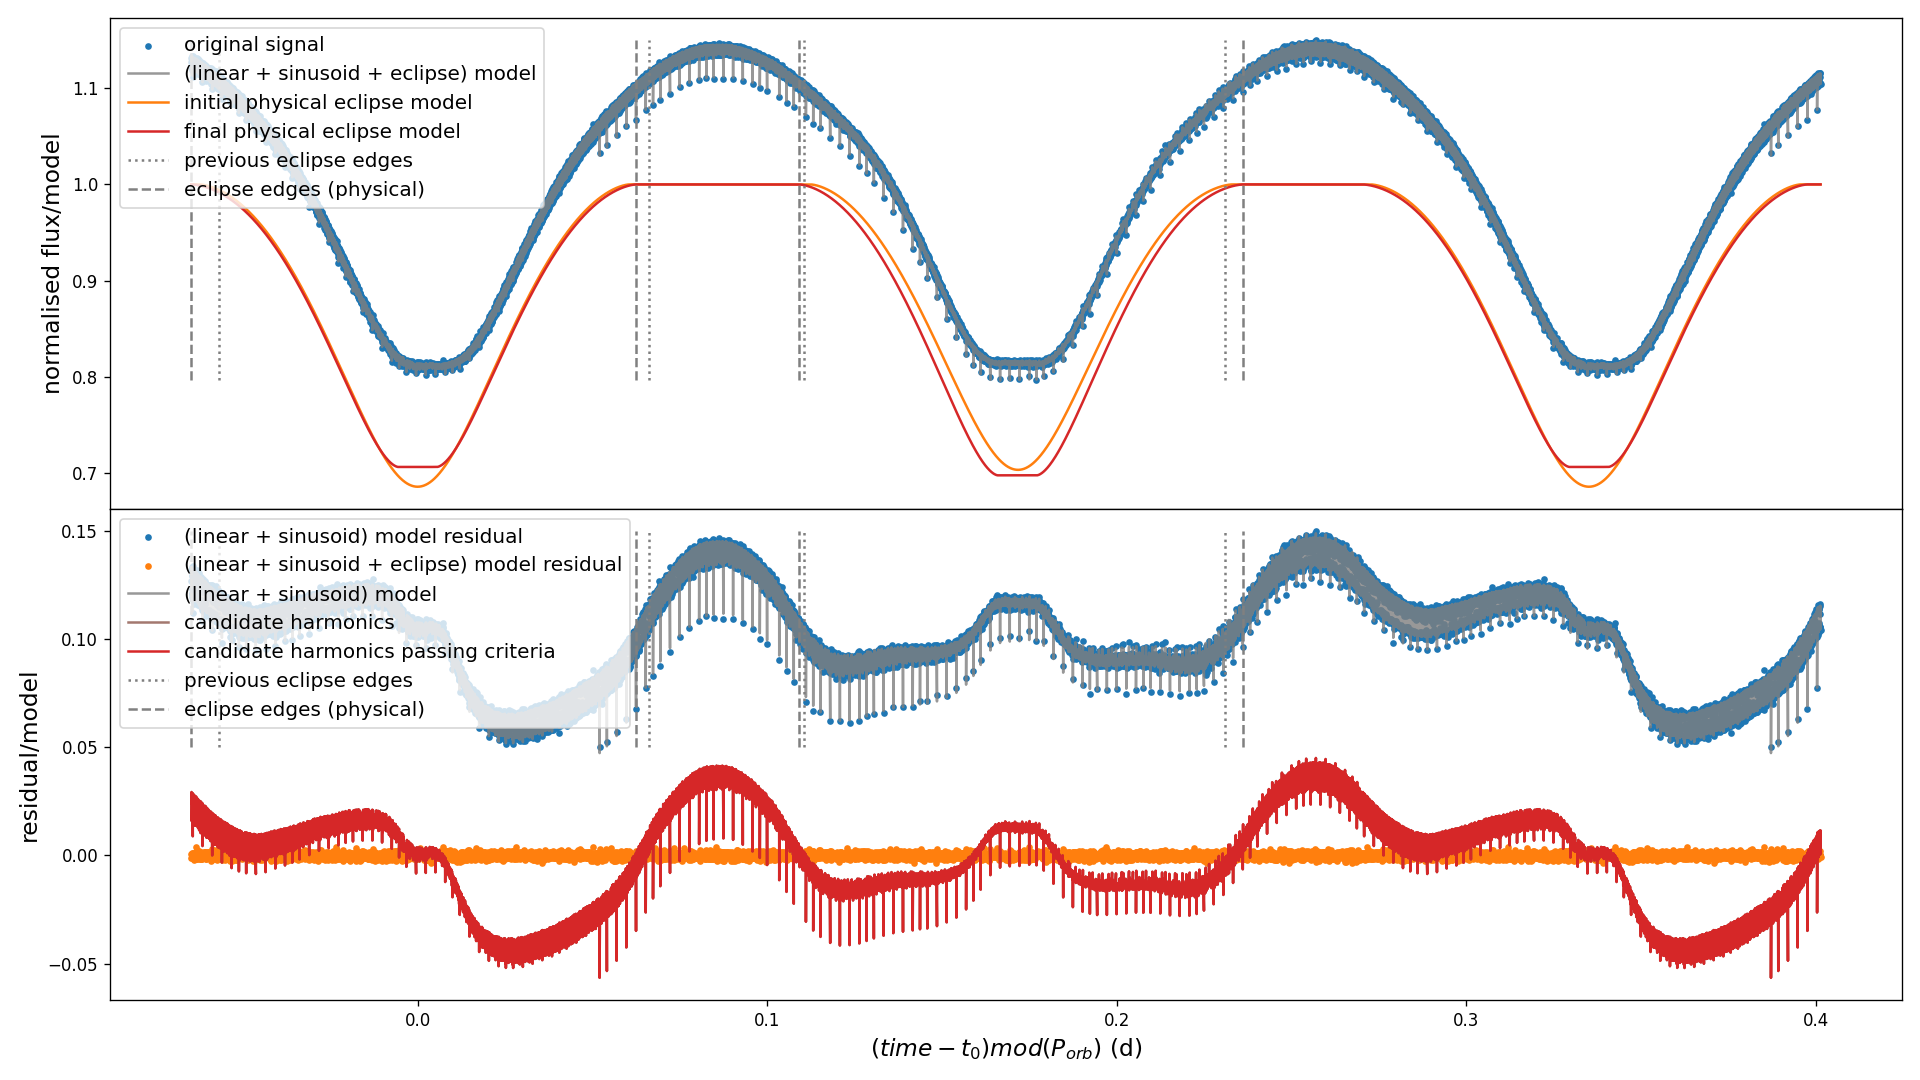 original signal
(linear + sinusoid + eclipse) model
initial physical eclipse model
final physical eclipse model
previous eclipse edges
eclipse edges (physical)
normalised flux/model
1.1
1.0
0.9
0.8
0.7
(linear + sinusoid) model residual
(linear + sinusoid + eclipse) model residual
(linear + sinusoid) model
candidate harmonics
candidate harmonics passing criteria
previous eclipse edges
eclipse edges (physical)
residual/model
0.15
0.10
0.05
0.00
−0.05
0.0 0.1 0.2 0.3 0.4
(time − t₀)mod(Pₒᵣb) (d)